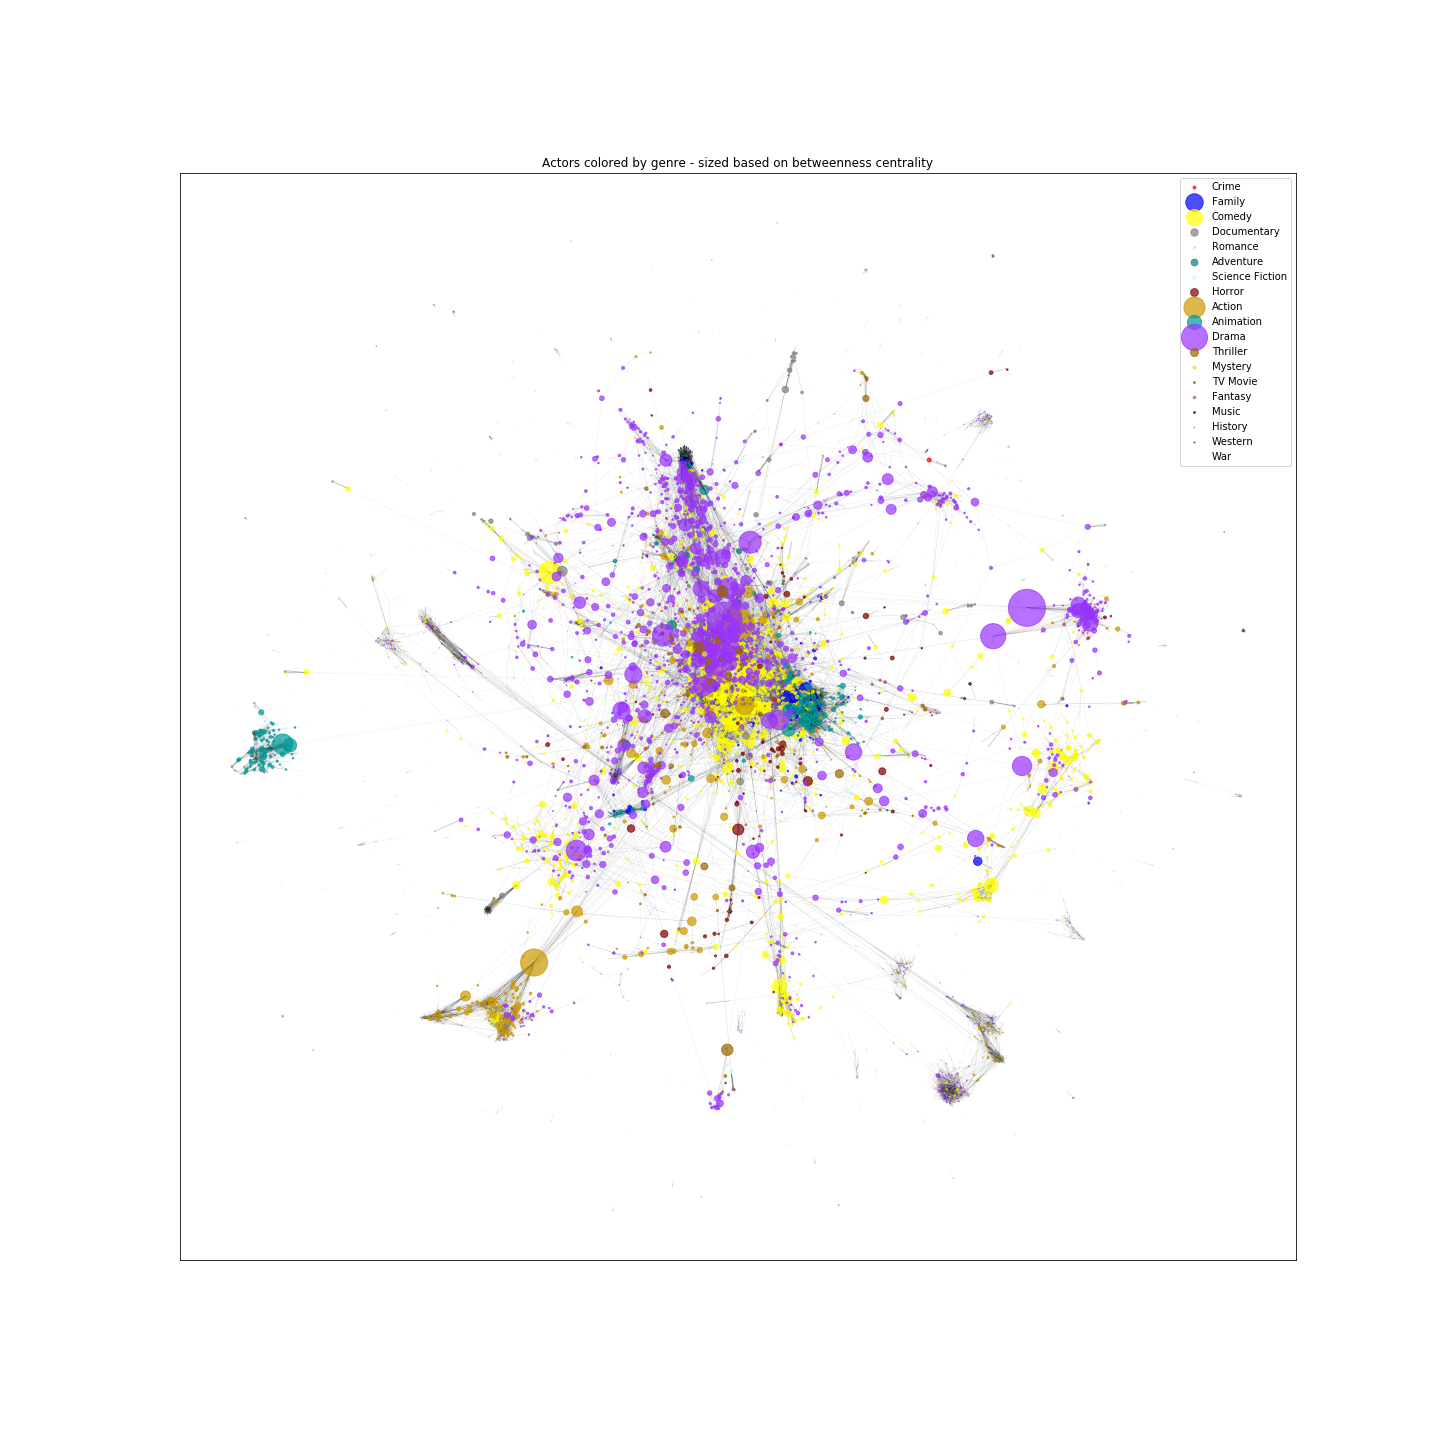 Actors colored by genre - sized based on betweenness centrality
Crime
Family
Comedy
Documentary
Romance
Adventure
Science Fiction
Horror
Action
Animation
Drama
Thriller
Mystery
TV Movie
Fantasy
Music
History
Western
War